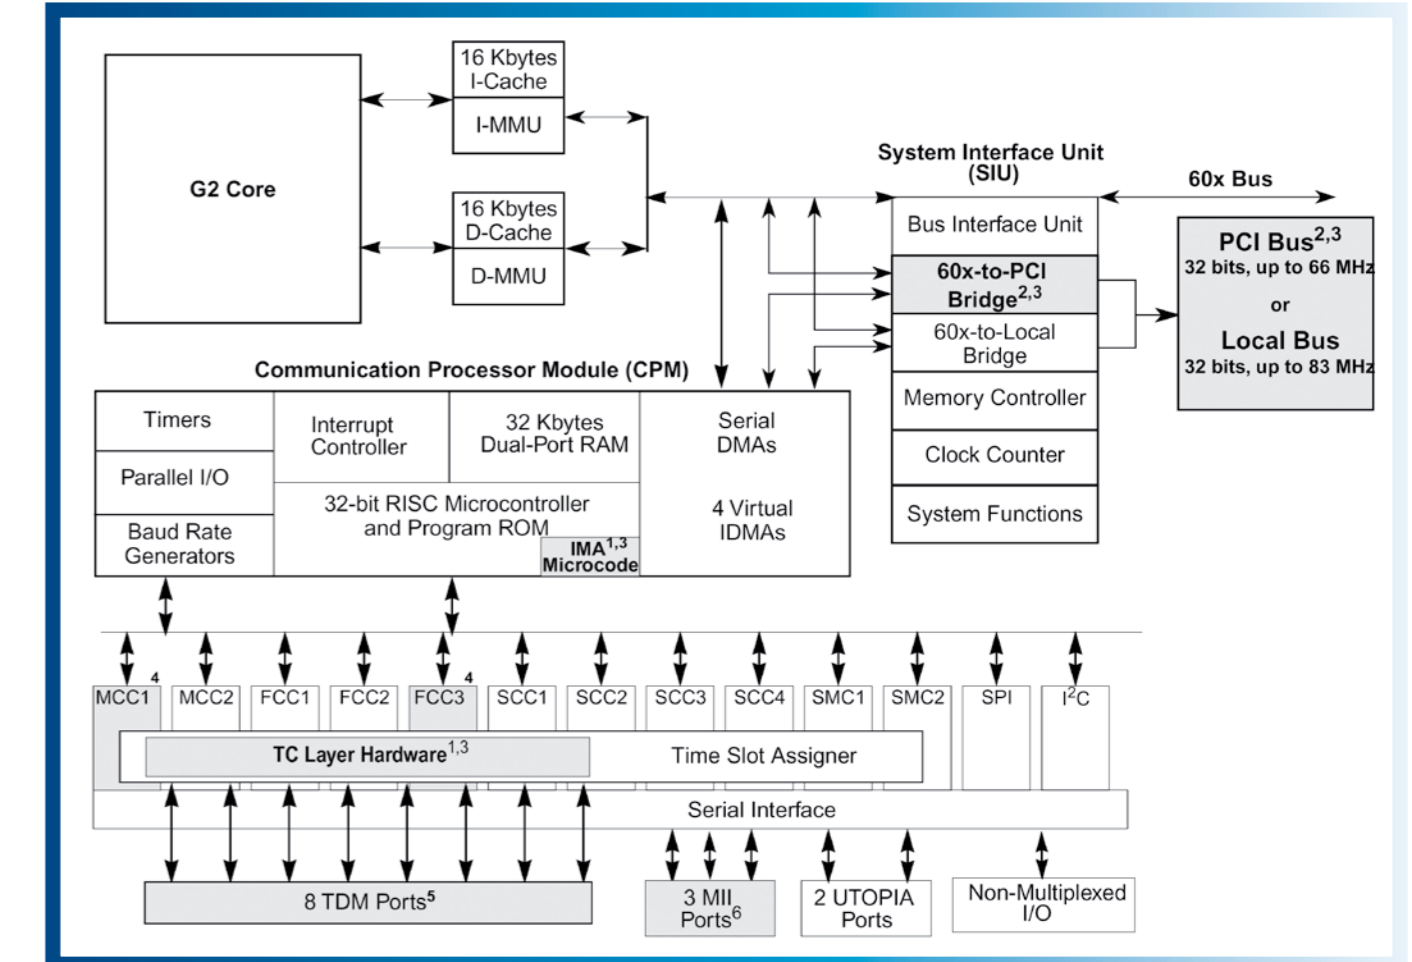 16 Kbytes
I-Cache
I-MMU
G2 Core
16 Kbytes
D-Cache
D-MMU
System Interface Unit
(SIU)
60x Bus
Bus Interface Unit
60x-to-PCI
Bridge2,3
60x-to-Local
Bridge
Memory Controller
Clock Counter
System Functions
PCI Bus2,3
32 bits, up to 66 MHz
or
Local Bus
32 bits, up to 83 MHz
Communication Processor Module (CPM)
Timers
Parallel I/O
Baud Rate
Generators
Interrupt
Controller
32 Kbytes
Dual-Port RAM
32-bit RISC Microcontroller
and Program ROM
IMA1,3
Microcode
Serial
DMAs
4 Virtual
IDMAs
4 4
MCC1 MCC2 FCC1 FCC2 FCC3 SCC1 SCC2 SCC3 SCC4 SMC1 SMC2 SPI I2C
TC Layer Hardware1,3 Time Slot Assigner
Serial Interface
8 TDM Ports5
3 MII
Ports6
2 UTOPIA
Ports
Non-Multiplexed
I/O